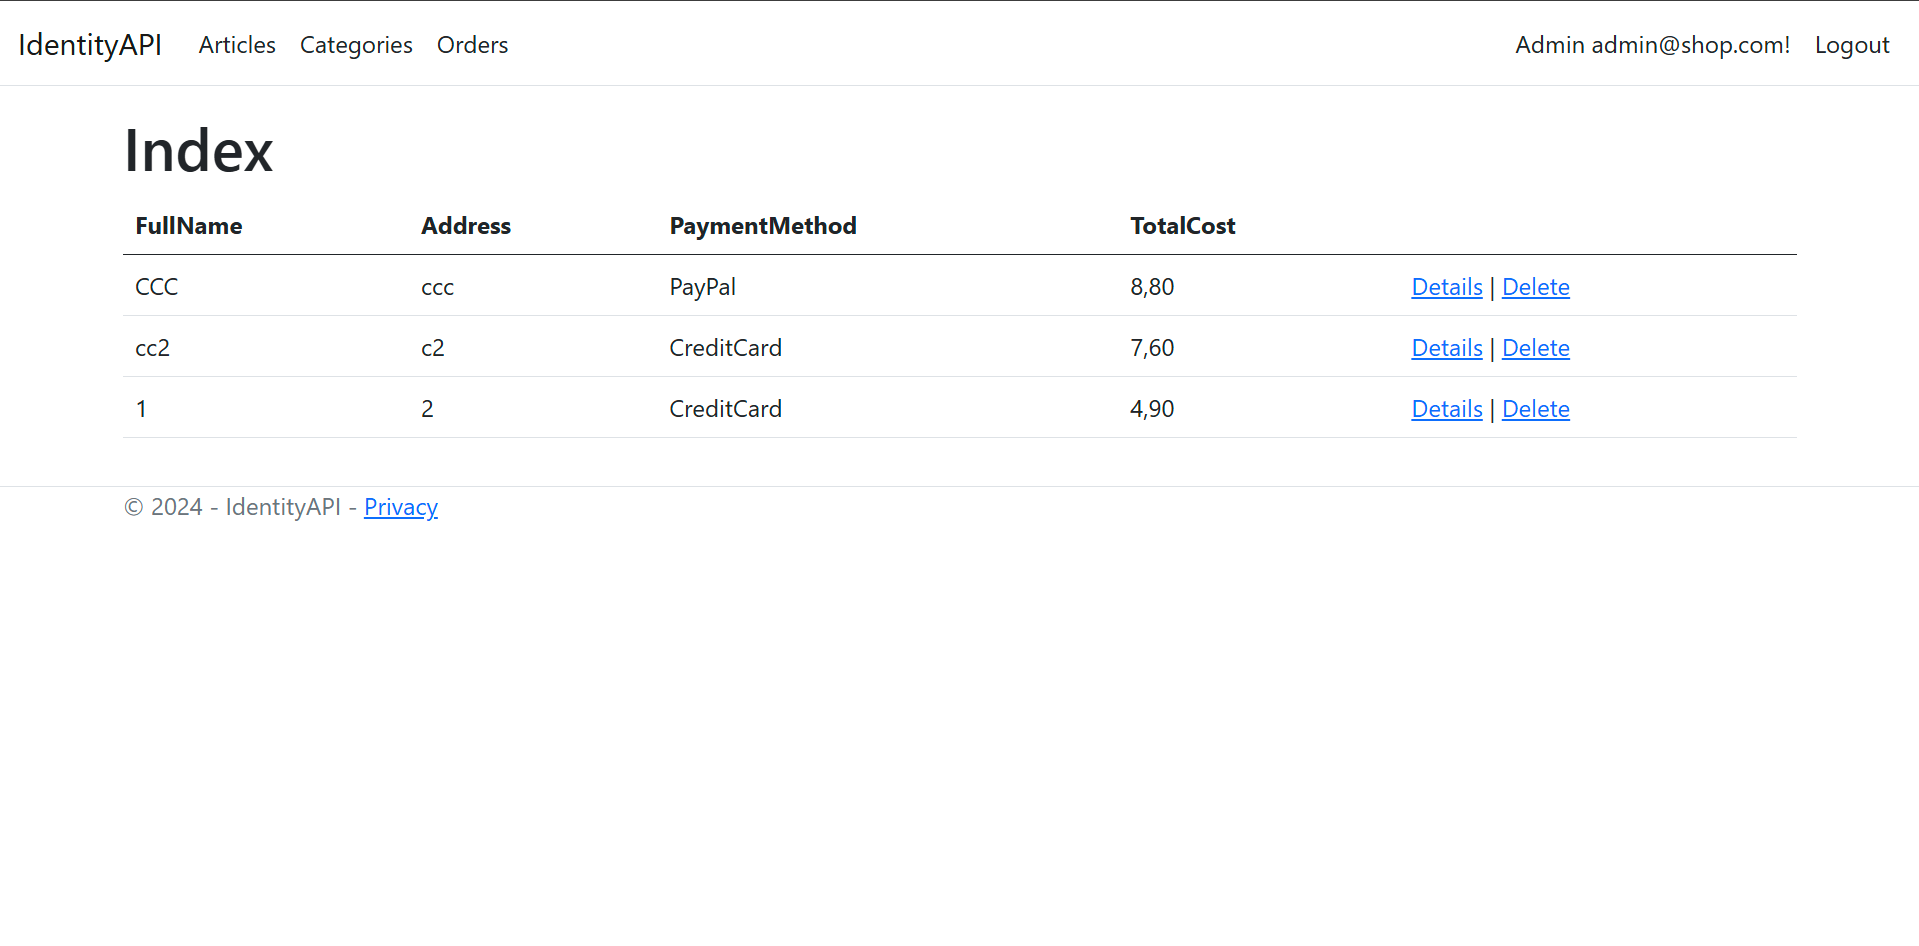 IdentityAPI Articles Categories Orders Admin admin@shop.com! Logout
Index
FullName Address PaymentMethod TotalCost
CCC ccc PayPal 8,80 Details | Delete
cc2 c2 CreditCard 7,60 Details | Delete
1 2 CreditCard 4,90 Details | Delete
© 2024 - IdentityAPI - Privacy